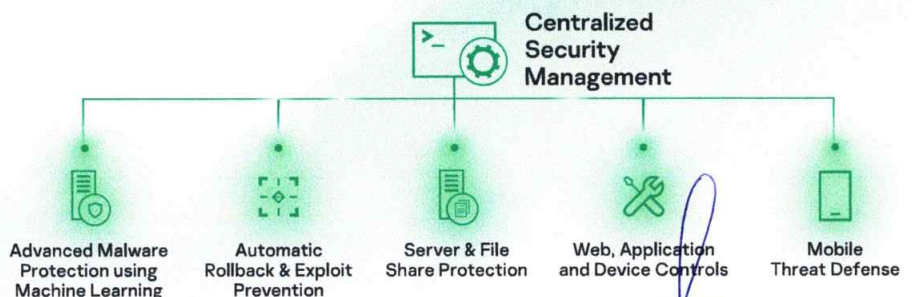 >_
Centralized
Security
Management
Advanced Malware
Protection using
Machine Learning
Automatic
Rollback & Exploit
Prevention
Server & File
Share Protection
Web, Application
and Device Controls
Mobile
Threat Defense